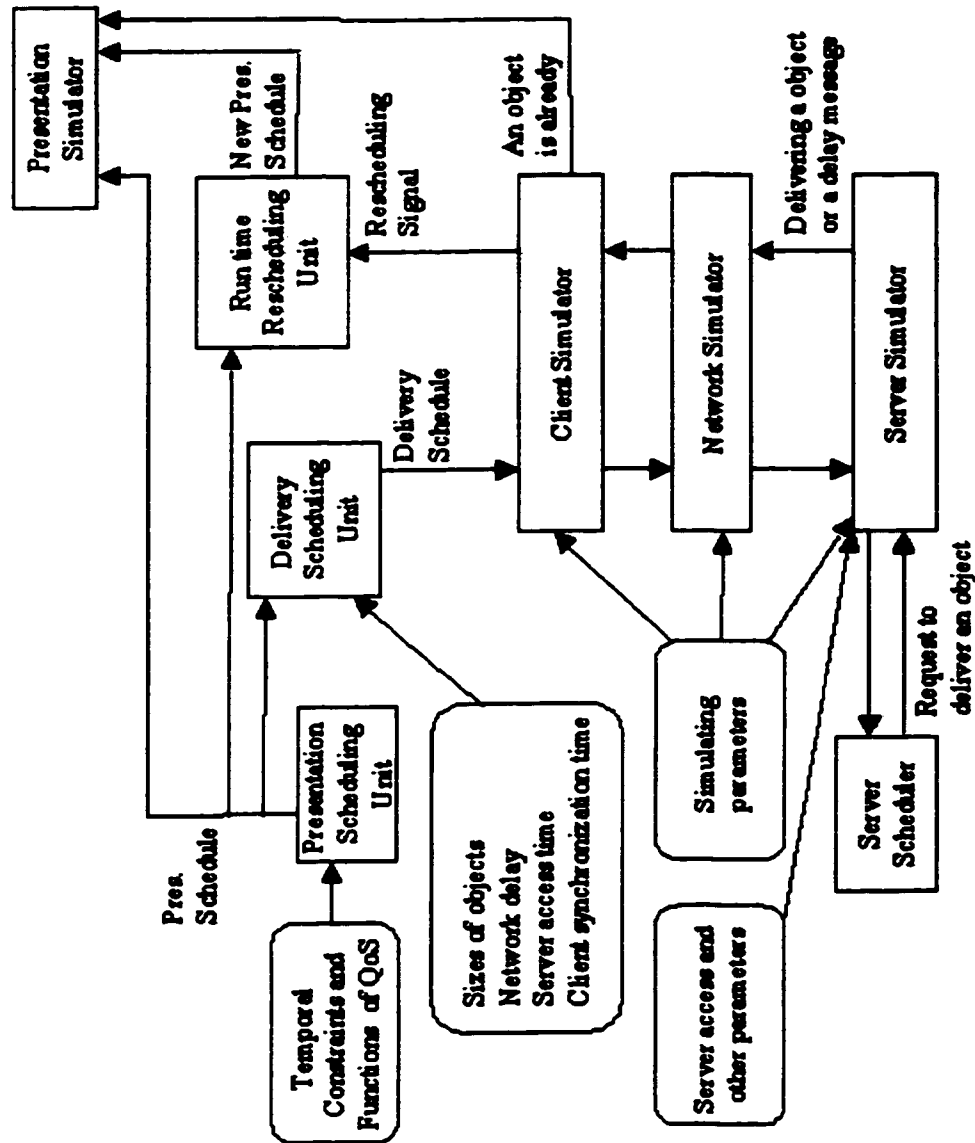 Presentation
Simulator
New Pres.
Schedule
Run time
Rescheduling
Unit
Rescheduling
Signal
An object
is already
Pres.
Schedule
Temporal
Constraints and
Functions of QoS
Presentation
Scheduling
Unit
Delivery
Scheduling
Unit
Delivery
Schedule
Sizes of objects
Network delay
Server access time
Client synchronization time
Client Simulator
Simulating
parameters
Network Simulator
Delivering a object
or a delay message
Server access and
other parameters
Server
Scheduler
Request to
deliver an object
Server Simulator